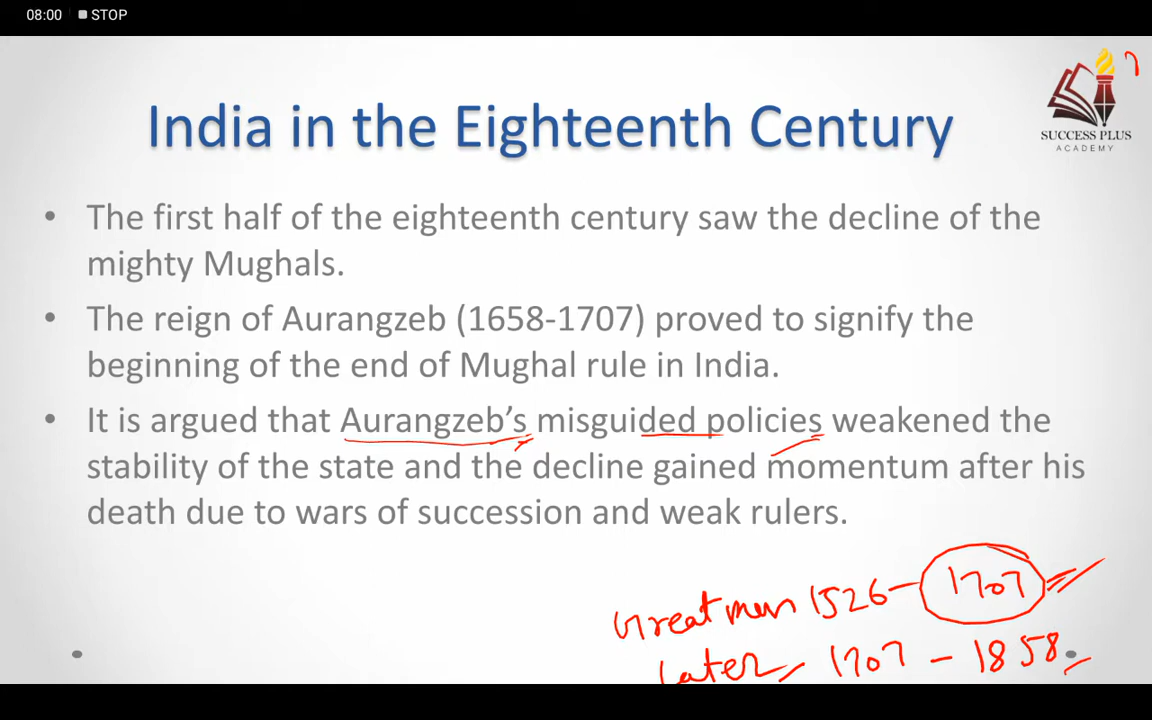 08:00 STOP
SUCCESS PLUS
ACADEMY
India in the Eighteenth Century
• The first half of the eighteenth century saw the decline of the
mighty Mughals.
• The reign of Aurangzeb (1658-1707) proved to signify the
beginning of the end of Mughal rule in India.
• It is argued that Aurangzeb's misguided policies weakened the
stability of the state and the decline gained momentum after his
death due to wars of succession and weak rulers.
Great 1526 - 1707
Later 1707 - 1858